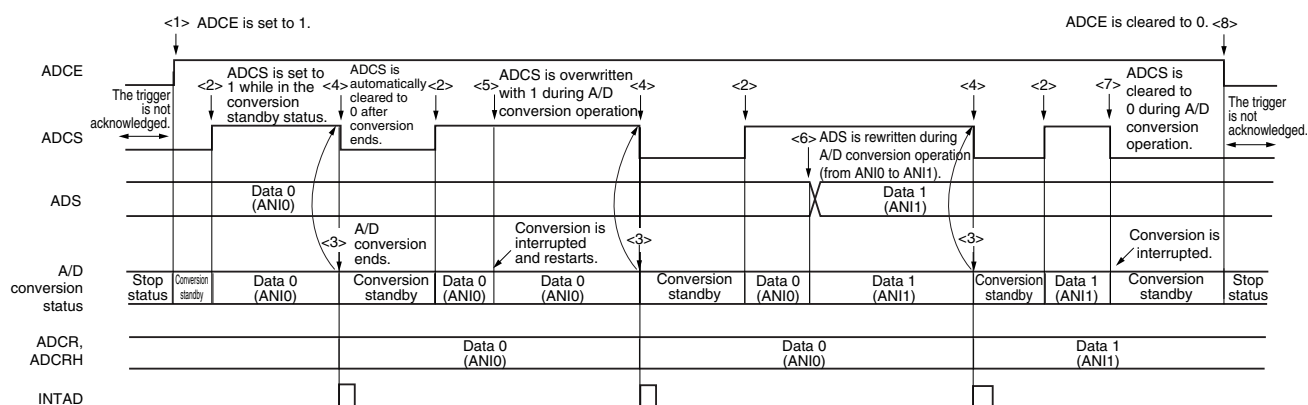 <1> ADCE is set to 1.
ADCE is cleared to 0. <8>
ADCE
The trigger
is not
acknowledged.
<2>
ADCS is set to
1 while in the
conversion
standby status.
<4>
ADCS is
automatically
cleared to
0 after
conversion
ends.
<2>
<5>
ADCS is overwritten
with 1 during A/D
conversion operation
<4>
<2>
<4>
<2>
<7>
ADCS is
cleared to
0 during A/D
conversion
operation.
The trigger
is not
acknowledged.
ADCS
<6> ADS is rewritten during
A/D conversion operation
(from ANI0 to ANI1).
ADS
Data 0
(ANI0)
Data 1
(ANI1)
<3>
A/D
conversion
ends.
Conversion is
interrupted
and restarts.
<3>
<3>
Conversion is
interrupted.
A/D
conversion
status
Stop
status
Conversion
standby
Data 0
(ANI0)
Conversion
standby
Data 0
(ANI0)
Data 0
(ANI0)
Conversion
standby
Data 0
(ANI0)
Data 1
(ANI1)
Conversion
standby
Data 1
(ANI1)
Conversion
standby
Stop
status
ADCR,
ADCRH
Data 0
(ANI0)
Data 0
(ANI0)
Data 1
(ANI1)
INTAD